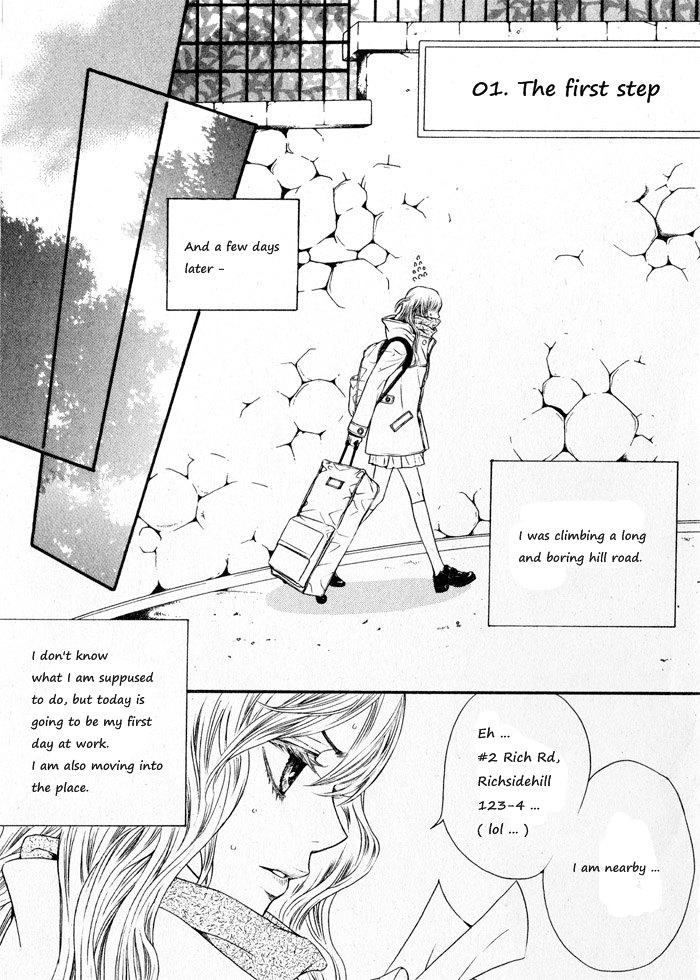 01. The first step
And a few days
later -
I was climbing a long
and boring hill road.
I don't know
what I am suppused
to do, but today is
going to be my first
day at work.
I am also moving into
the place.
Eh ...
#2 Rich Rd,
Richsidehill
123-4 ...
( lol ... )
I am nearby ...